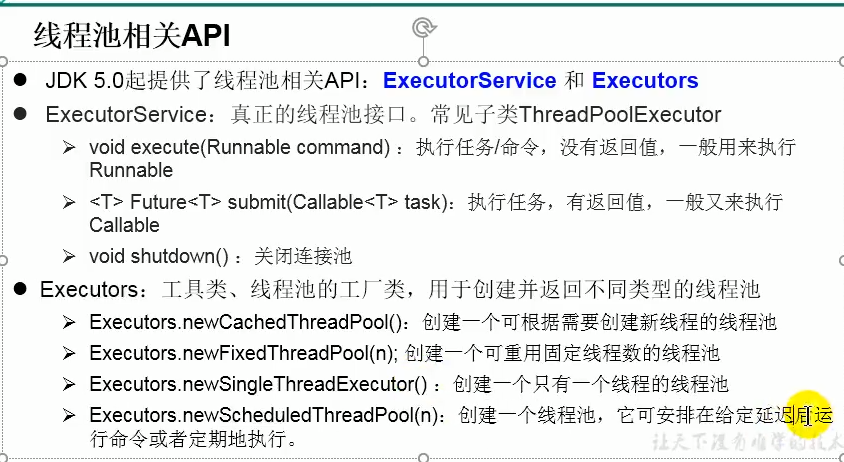 线程池相关API
JDK 5.0起提供了线程池相关API：ExecutorService 和 Executors
ExecutorService：真正的线程池接口。常见子类ThreadPoolExecutor
void execute(Runnable command) ：执行任务/命令，没有返回值，一般用来执行
Runnable
<T> Future<T> submit(Callable<T> task)：执行任务，有返回值，一般又来执行
Callable
void shutdown() ：关闭连接池
Executors：工具类、线程池的工厂类，用于创建并返回不同类型的线程池
Executors.newCachedThreadPool()：创建一个可根据需要创建新线程的线程池
Executors.newFixedThreadPool(n); 创建一个可重用固定线程数的线程池
Executors.newSingleThreadExecutor() ：创建一个只有一个线程的线程池
Executors.newScheduledThreadPool(n)：创建一个线程池，它可安排在给定延迟后运
行命令或者定期地执行。
让天下没有难学的技术